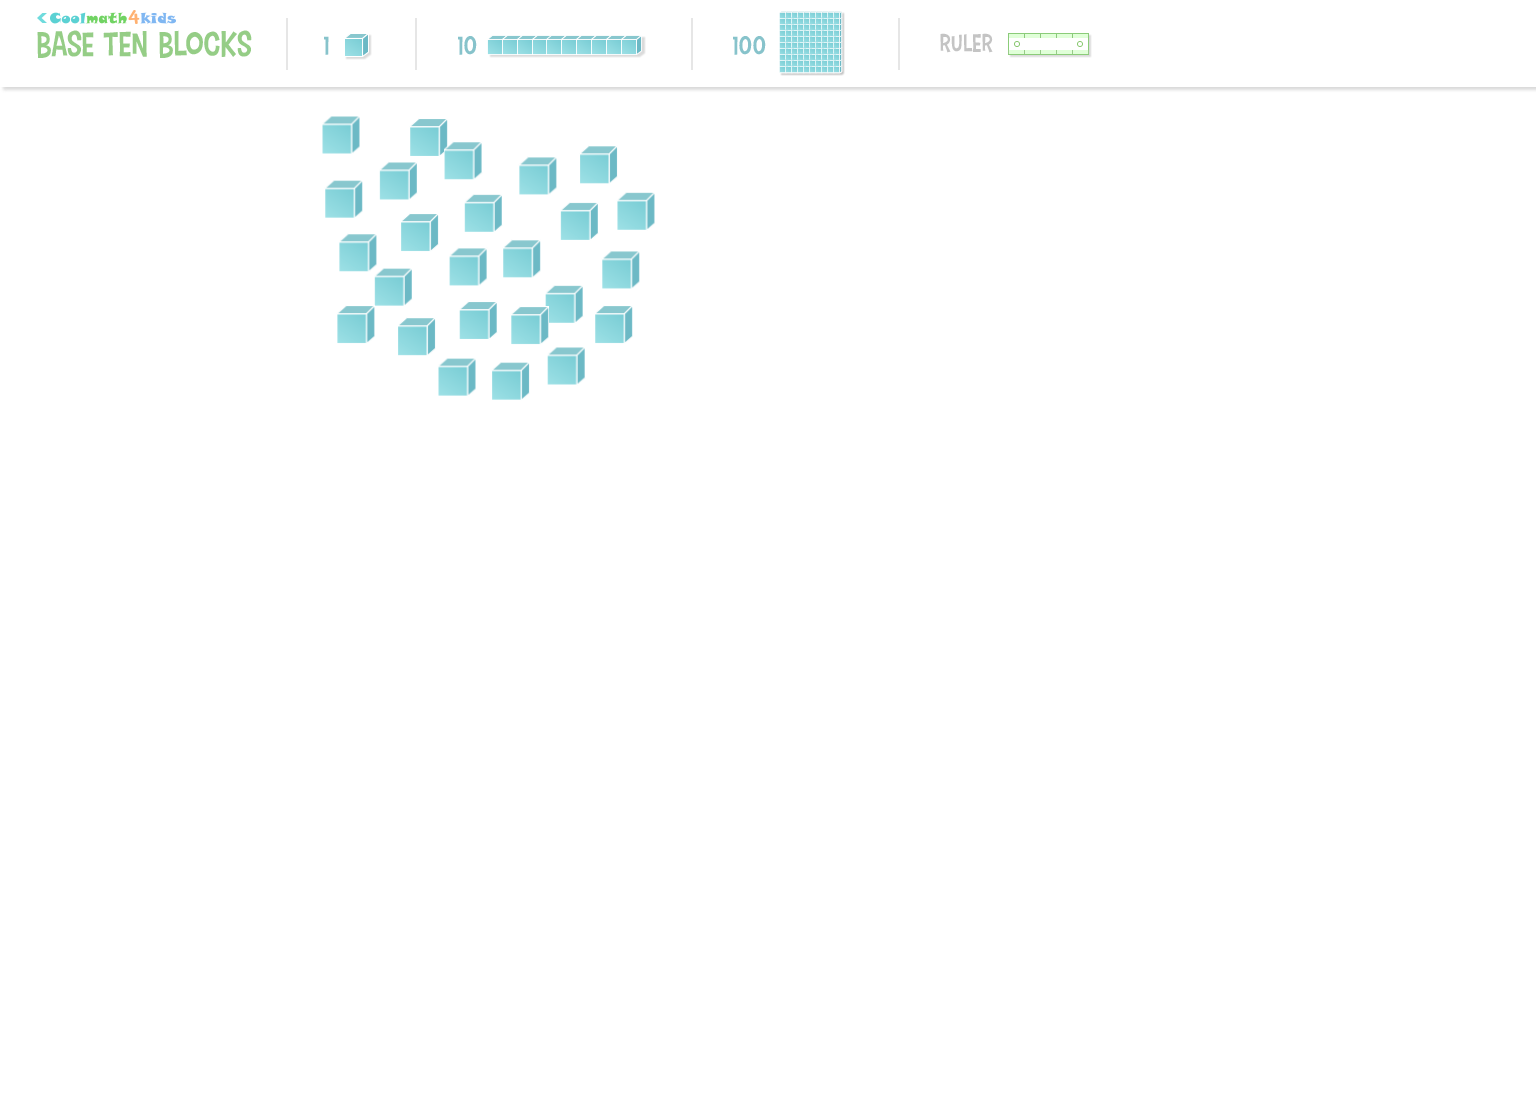 Coolmath4kids
BASE TEN BLOCKS
1
10
100
RULER